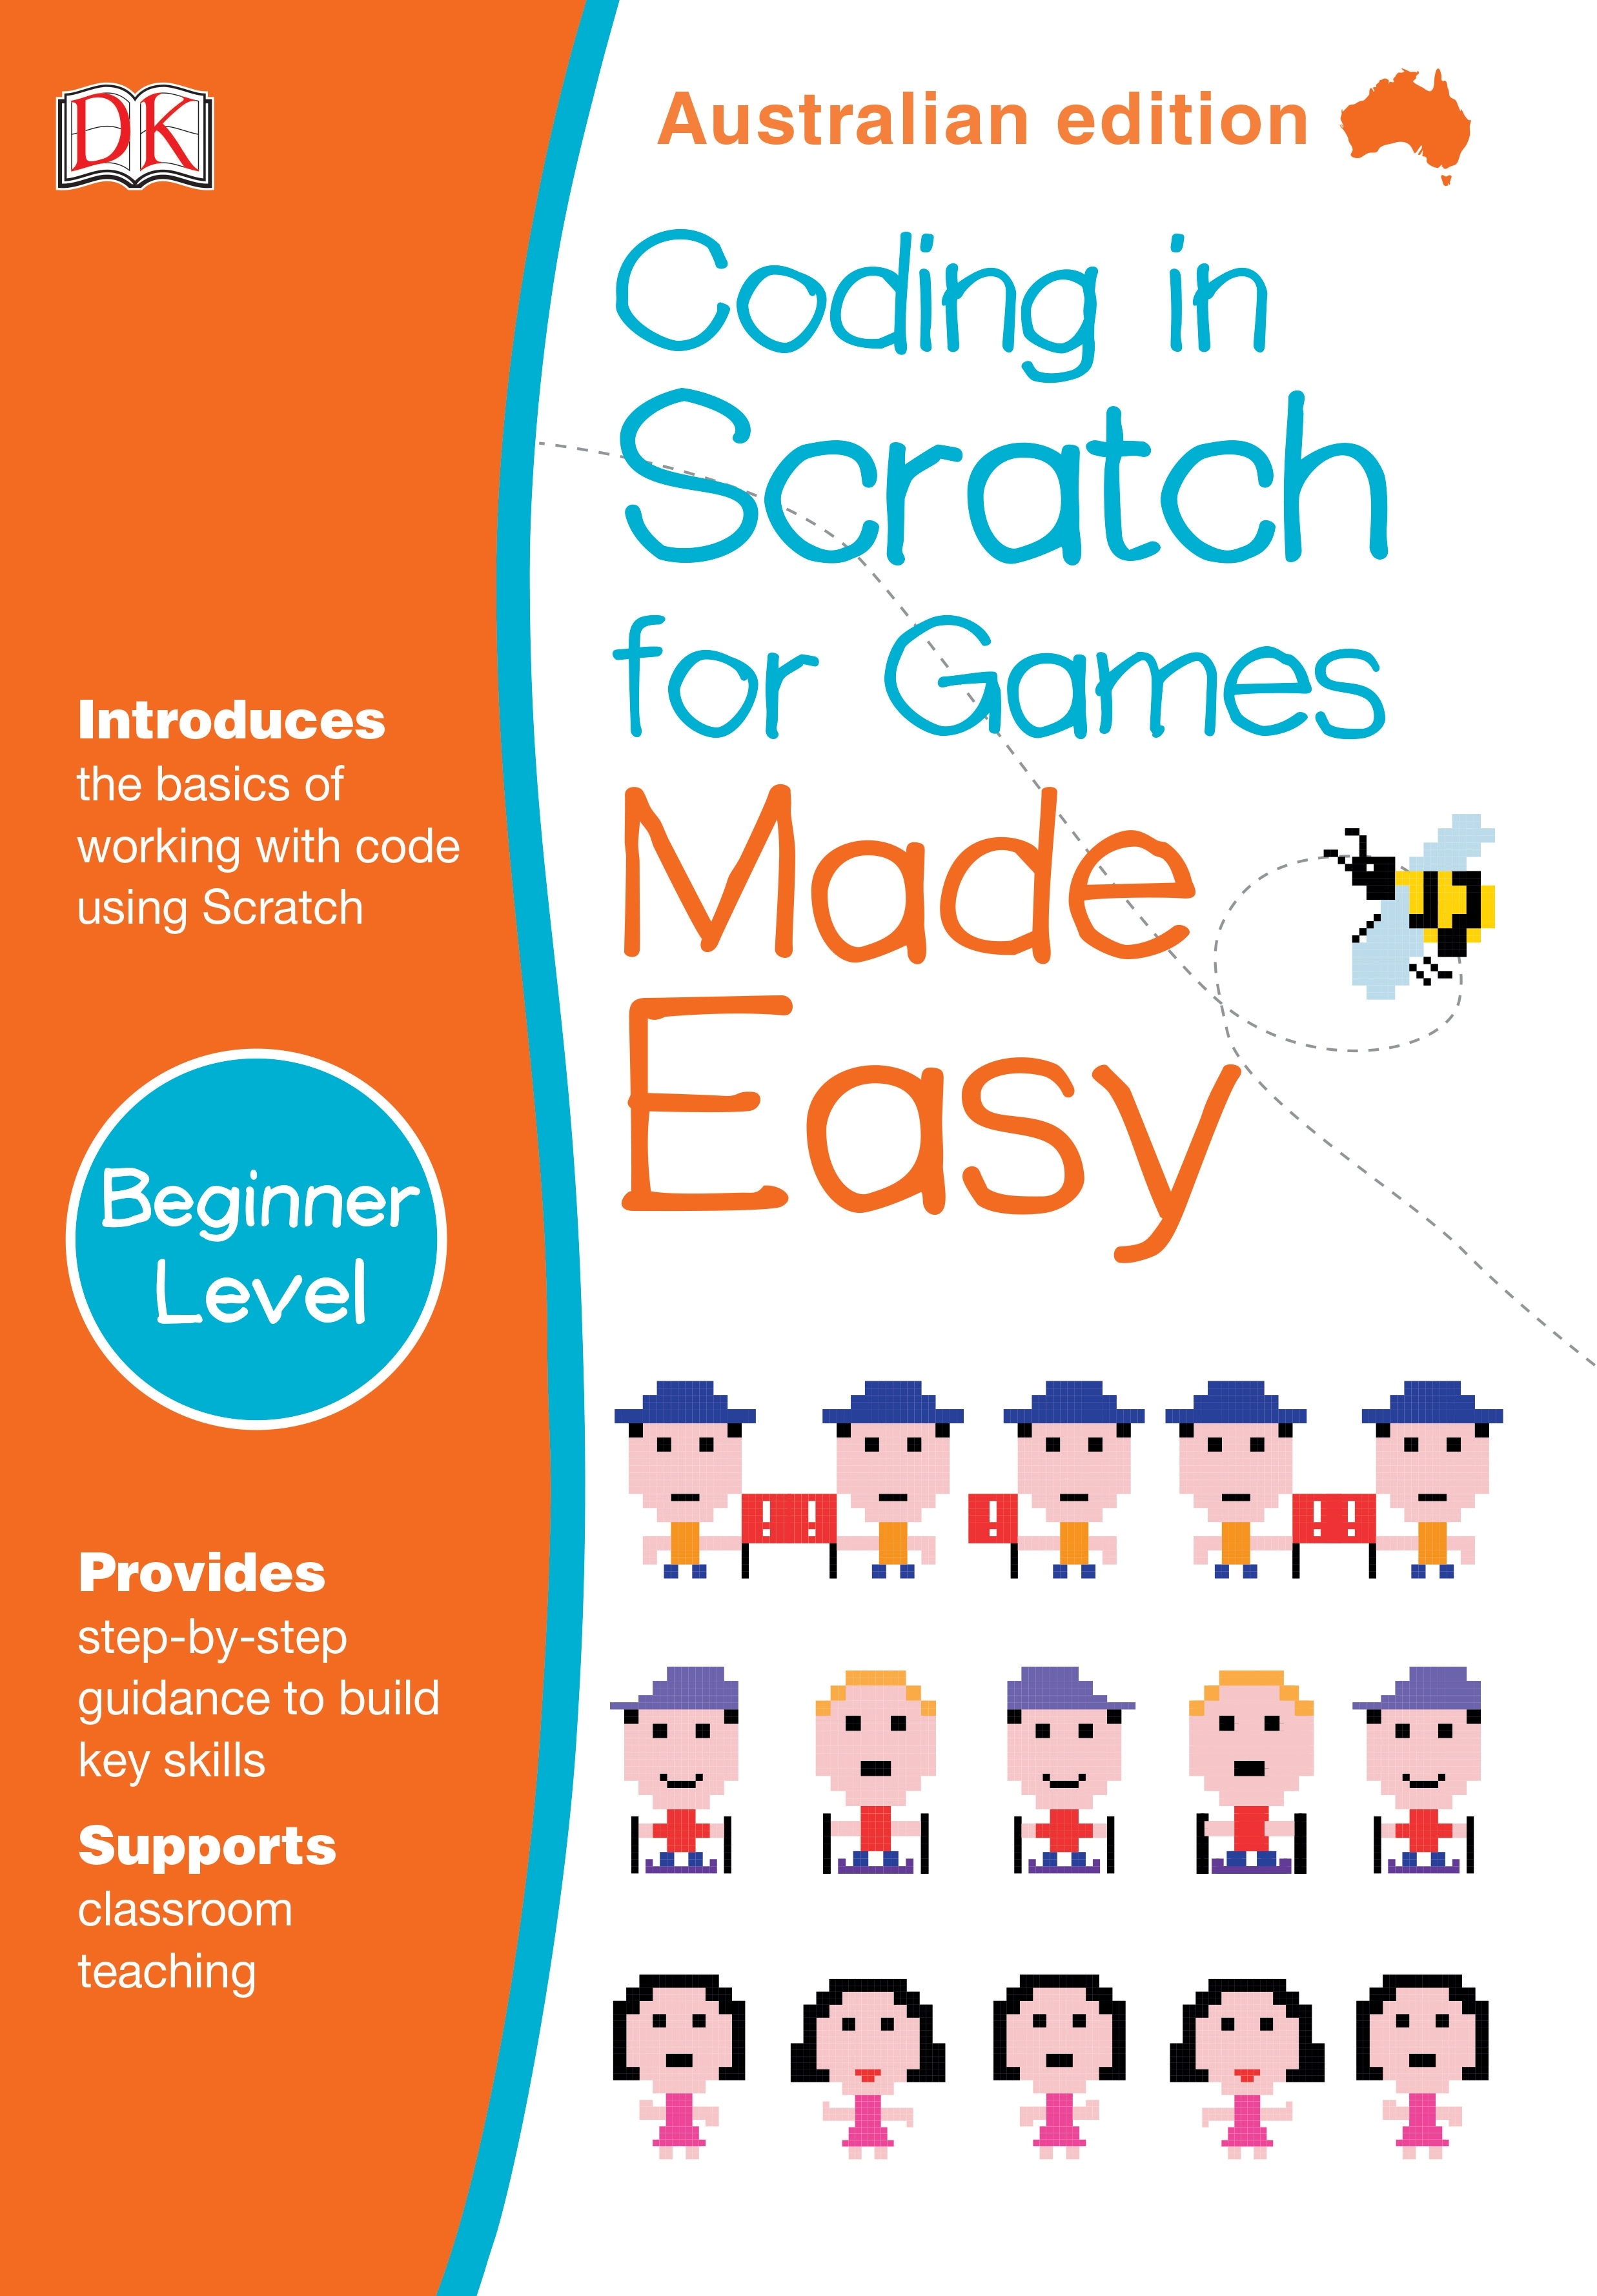 DK
Australian edition
Coding in
Scratch
for Games
Made
Easy
Introduces
the basics of
working with code
using Scratch
Beginner
Level
Provides
step-by-step
guidance to build
key skills
Supports
classroom
teaching